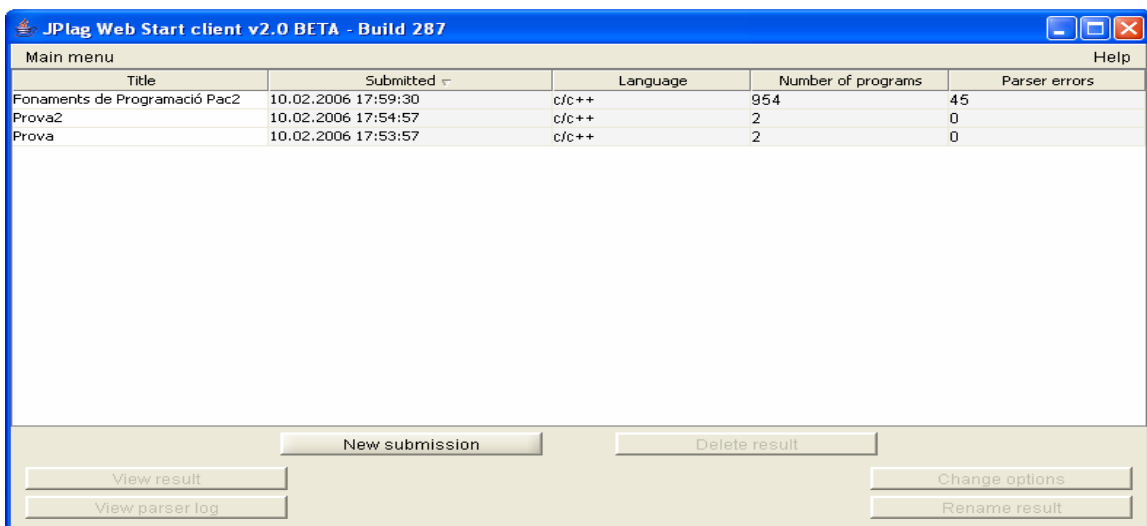 JPlag Web Start client v2.0 BETA - Build 287
Main menu Help
Title Submitted Language Number of programs Parser errors
Fonaments de Programació Pac2 10.02.2006 17:59:30 c/c++ 954 45
Prova2 10.02.2006 17:54:57 c/c++ 2 0
Prova 10.02.2006 17:53:57 c/c++ 2 0
New submission Delete result
View result Change options
View parser log Rename result